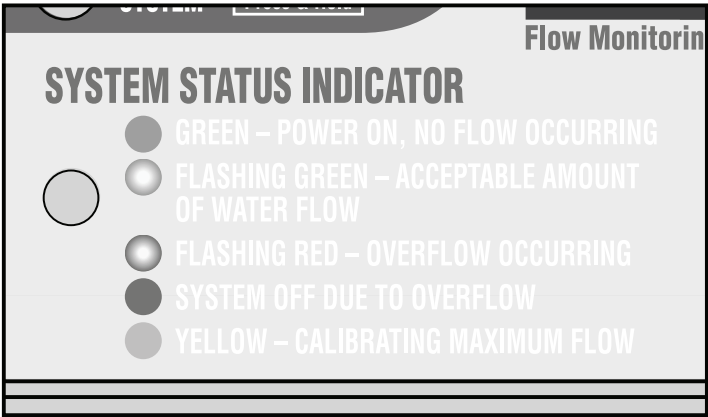 SYSTEM
Flow Monitorin
SYSTEM STATUS INDICATOR
GREEN – POWER ON, NO FLOW OCCURRING
FLASHING GREEN – ACCEPTABLE AMOUNT
OF WATER FLOW
FLASHING RED – OVERFLOW OCCURRING
SYSTEM OFF DUE TO OVERFLOW
YELLOW – CALIBRATING MAXIMUM FLOW